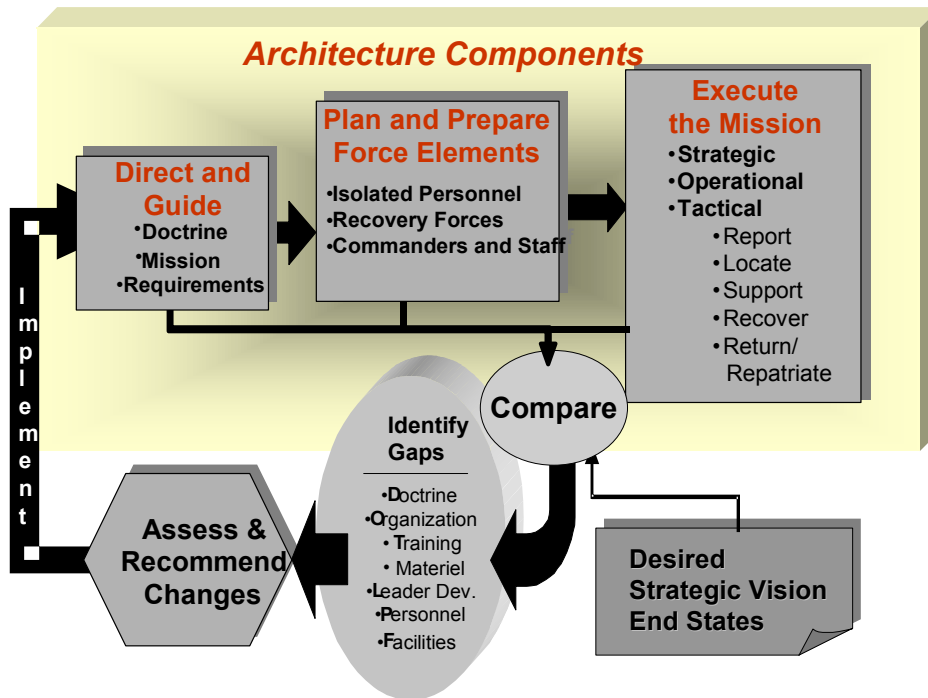 Architecture Components
Direct and
Guide
•Doctrine
•Mission
•Requirements
Plan and Prepare
Force Elements
•Isolated Personnel
•Recovery Forces
•Commanders and Staff
Execute
the Mission
•Strategic
•Operational
•Tactical
•Report
•Locate
•Support
•Recover
•Return/
Repatriate
Compare
Identify
Gaps
•Doctrine
•Organization
•Training
•Materiel
•Leader Dev.
•Personnel
•Facilities
Assess &
Recommend
Changes
Implement
Desired
Strategic Vision
End States